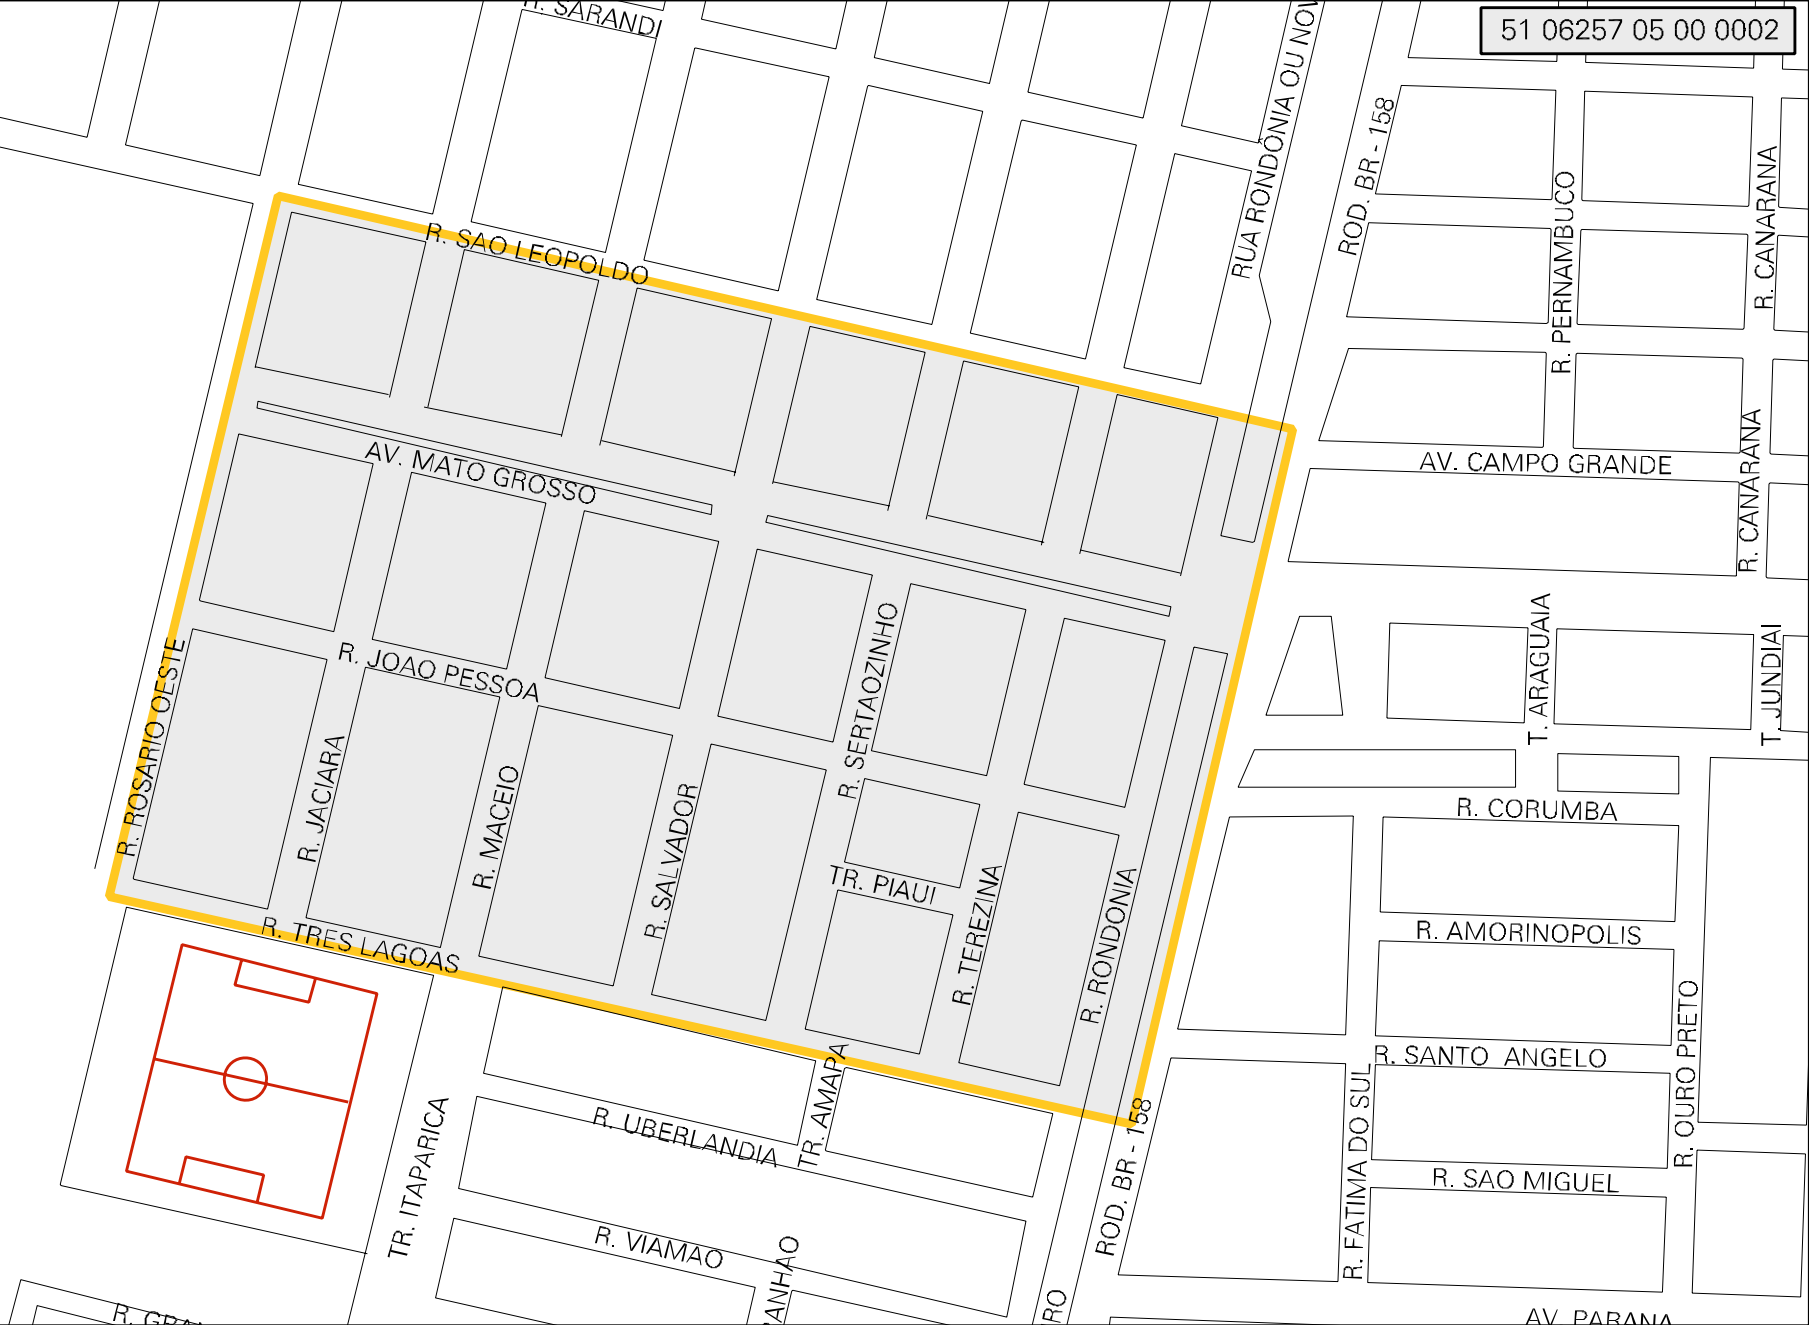 R. SARANDI
51 06257 05 00 0002
RUA RONDÔNIA OU NOV
ROD. BR - 158
R. PERNAMBUCO
R. CANARANA
R. SAO LEOPOLDO
AV. MATO GROSSO
AV. CAMPO GRANDE
R. CANARANA
R. ROSARIO OESTE
R. JOAO PESSOA
R. SERTAOZINHO
T. ARAGUAIA
T. JUNDIAI
R. JACIARA
R. MACEIO
R. SALVADOR
TR. PIAUI
R. TEREZINA
R. RONDONIA
R. CORUMBA
R. AMORINOPOLIS
R. TRES LAGOAS
R. OURO PRETO
R. SANTO ANGELO
TR. AMAPA
R. UBERLANDIA
TR. ITAPARICA
ROD. BR - 158
R. FATIMA DO SUL
R. SAO MIGUEL
R. VIAMAO
ANHAO
RO
AV. PARANA